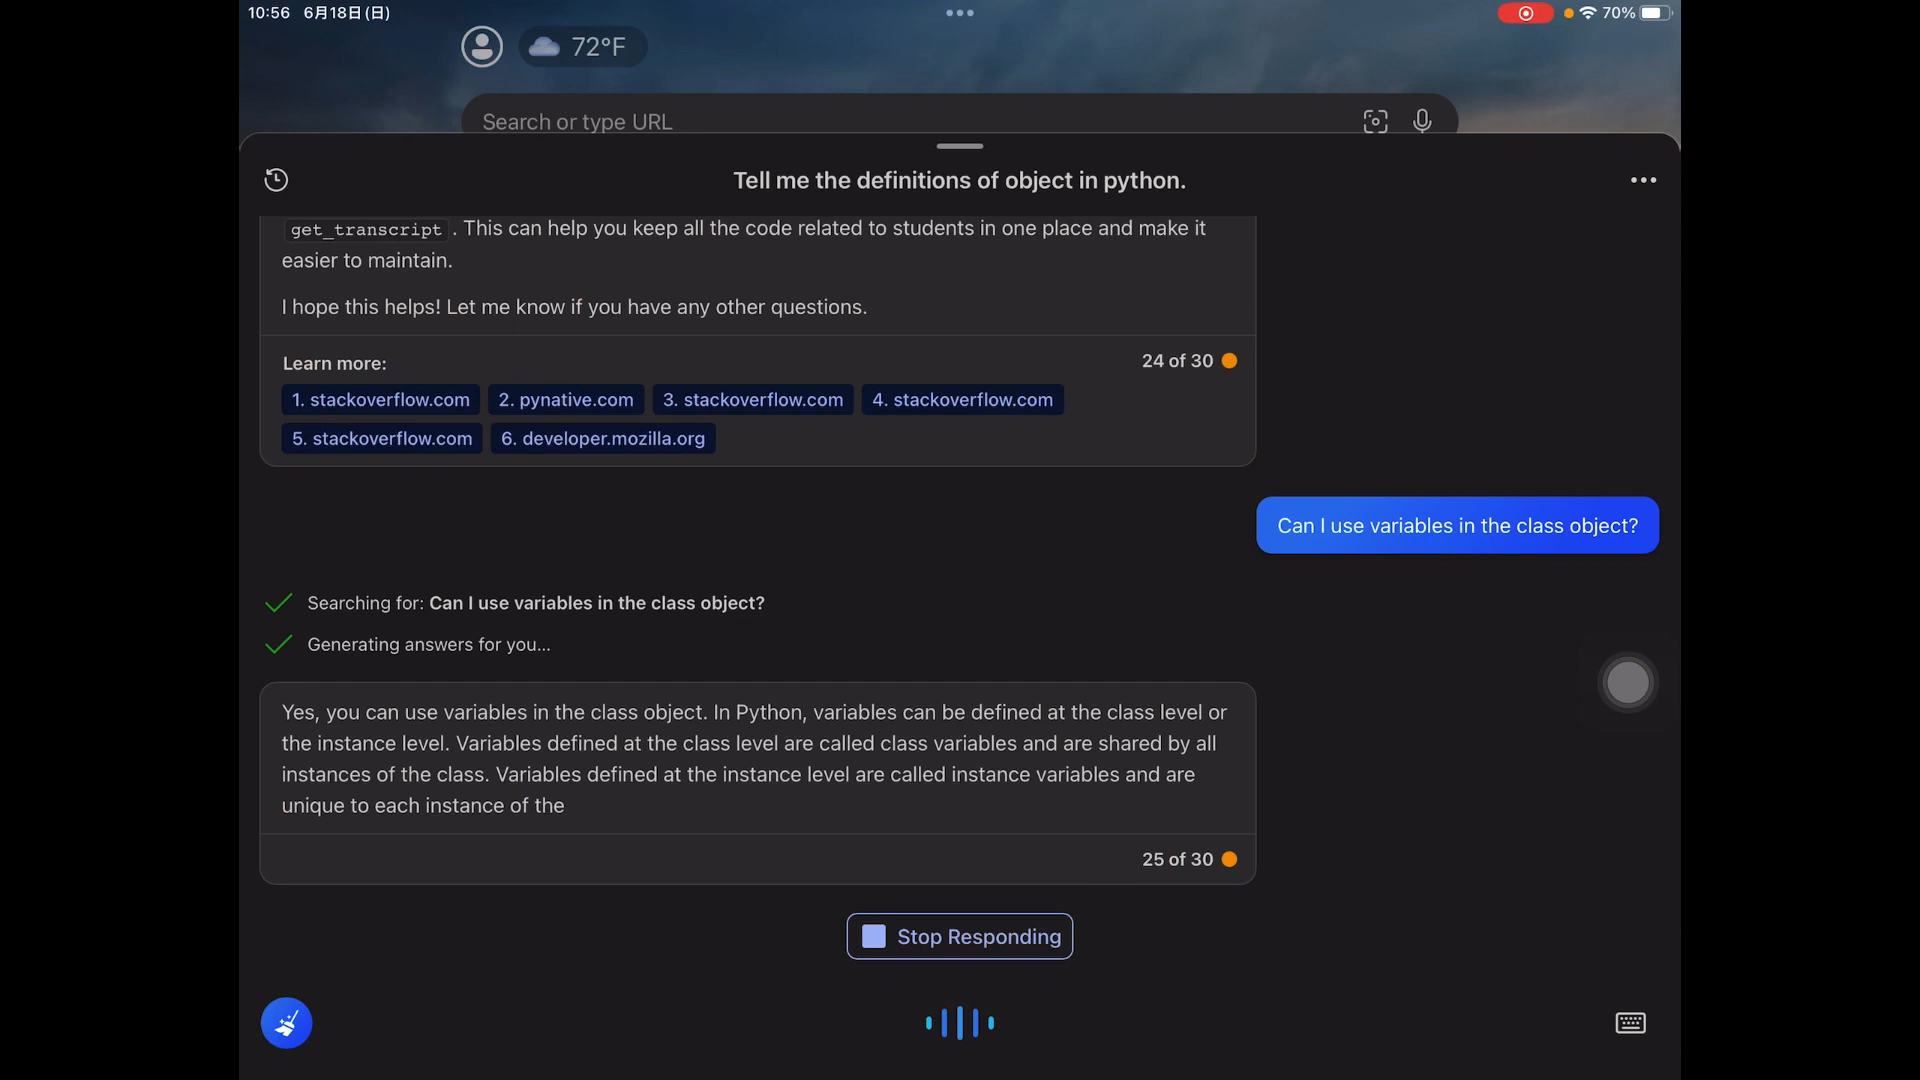 10:56 6月18日(日)
70%
72°F
Search or type URL
Tell me the definitions of object in python.
get_transcript. This can help you keep all the code related to students in one place and make it
easier to maintain.
I hope this helps! Let me know if you have any other questions.
Learn more:
24 of 30
1. stackoverflow.com 2. pynative.com 3. stackoverflow.com 4. stackoverflow.com
5. stackoverflow.com 6. developer.mozilla.org
Can I use variables in the class object?
Searching for: Can I use variables in the class object?
Generating answers for you...
Yes, you can use variables in the class object. In Python, variables can be defined at the class level or
the instance level. Variables defined at the class level are called class variables and are shared by all
instances of the class. Variables defined at the instance level are called instance variables and are
unique to each instance of the
25 of 30
Stop Responding